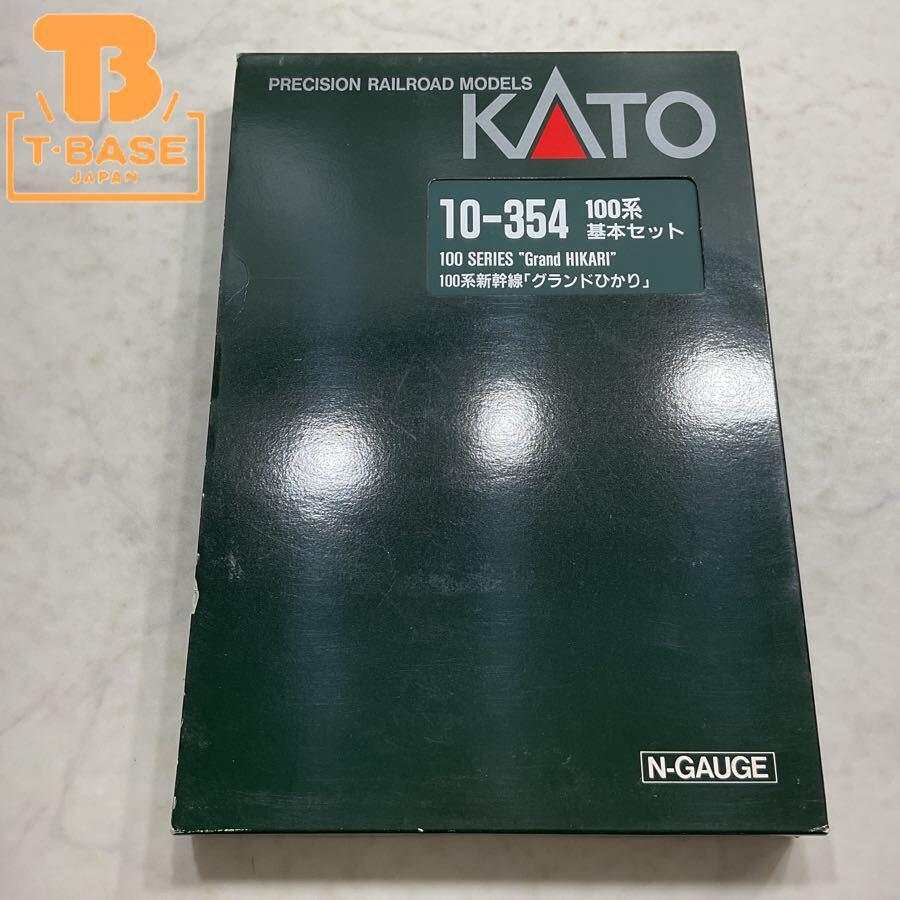 T•BASE
JAPAN
PRECISION RAILROAD MODELS
KATO
10-354 100系
基本セット
100 SERIES "Grand HIKARI"
100系新幹線「グランドひかり」
N-GAUGE